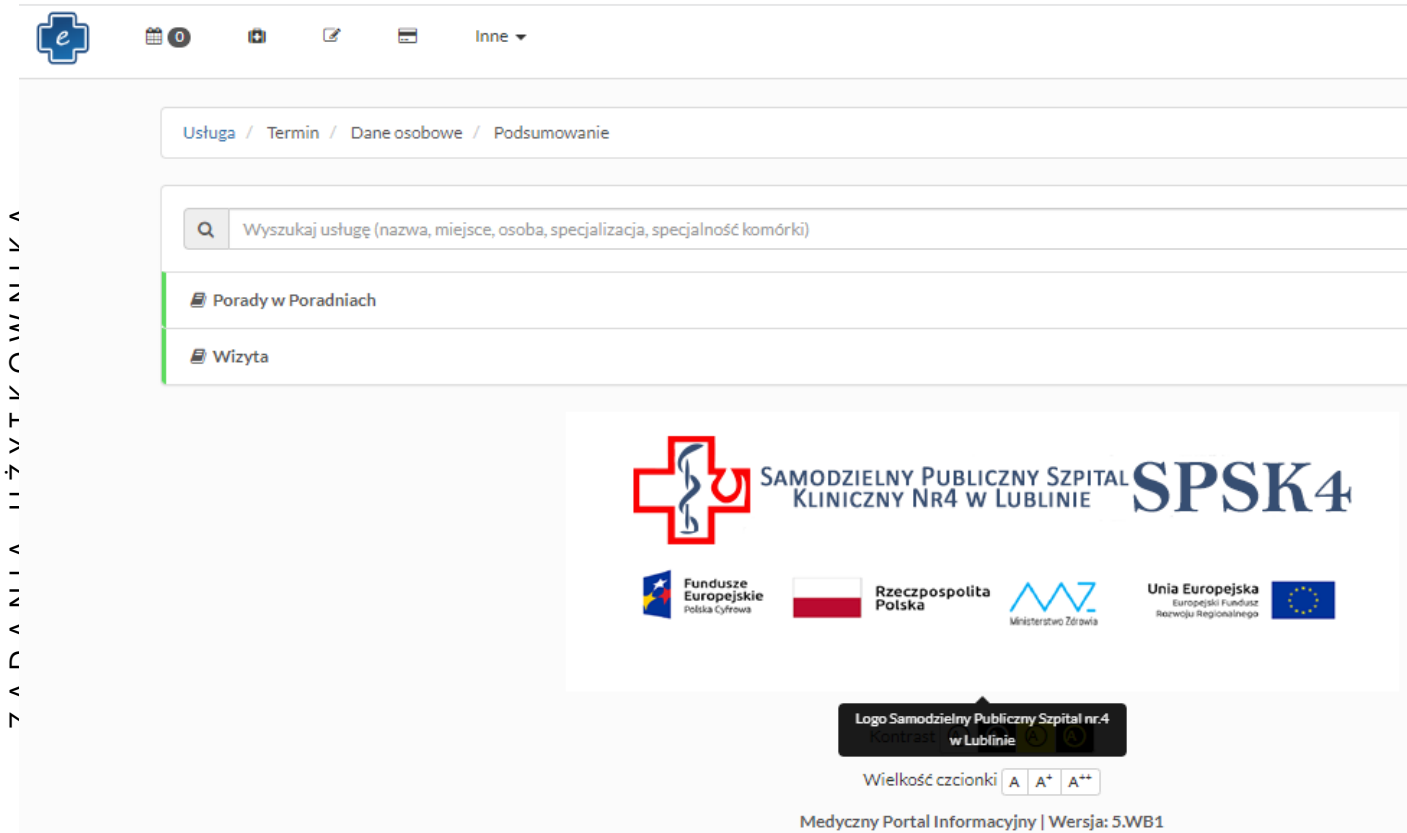 e
0
Inne
Usługa / Termin / Dane osobowe / Podsumowanie
Wyszukaj usługę (nazwa, miejsce, osoba, specjalizacja, specjalność komórki)
Porady w Poradniach
Wizyta
SAMODZIELNY PUBLICZNY SZPITAL
KLINICZNY NR4 W LUBLINIE
SPSK4
Fundusze
Europejskie
Polska Cyfrowa
Rzeczpospolita
Polska
Ministerstwo Zdrowia
Unia Europejska
Europejski Fundusz
Rozwoju Regionalnego
Logo Samodzielny Publiczny Szpital nr.4
w Lublinie
Kontrast A A A A
Wielkość czcionki A A+ A++
Medyczny Portal Informacyjny | Wersja: 5.WB1